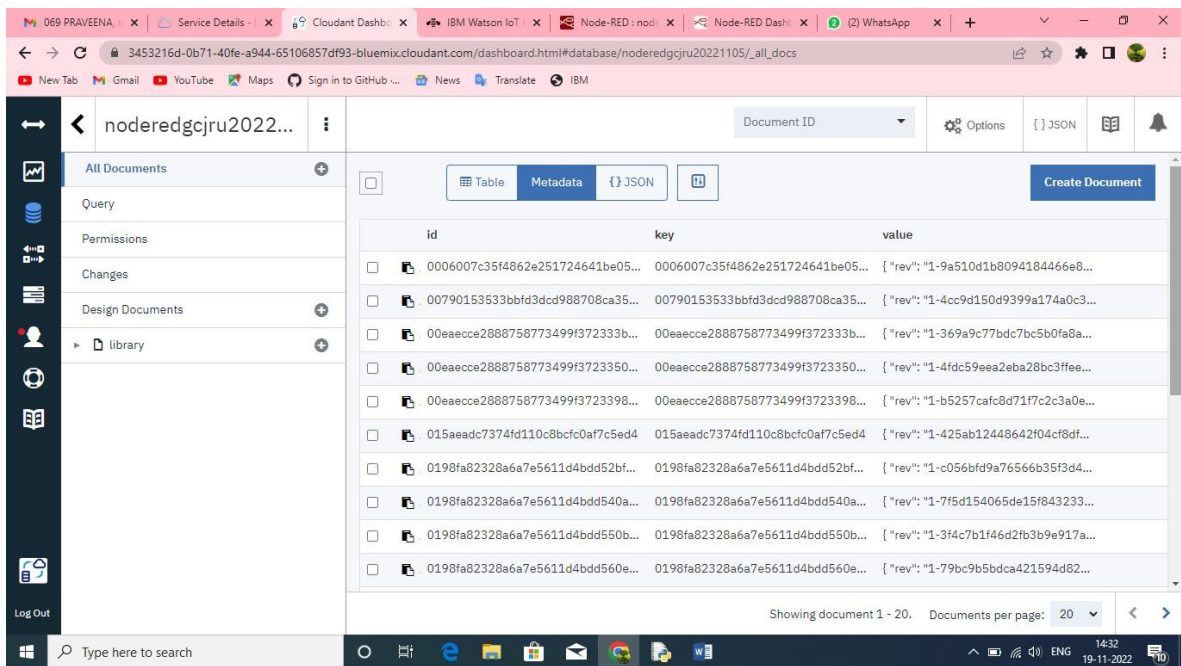 069 PRAVEENA, r
Service Details - I
Cloudant Dashbo
IBM Watson IoT
Node-RED : node
Node-RED Dashb
(2) WhatsApp
3453216d-0b71-40fe-a944-65106857df93-bluemix.cloudant.com/dashboard.html#database/noderedgcjru20221105/_all_docs
New Tab Gmail YouTube Maps Sign in to GitHub ·... News Translate IBM
noderedgcjru2022...
Document ID
Options
{ } JSON
All Documents
Query
Permissions
Changes
Design Documents
library
Log Out
Table Metadata {} JSON
Create Document
id key value
0006007c35f4862e251724641be05... 0006007c35f4862e251724641be05... { "rev": "1-9a510d1b8094184466e8...
00790153533bbfd3dcd988708ca35... 00790153533bbfd3dcd988708ca35... { "rev": "1-4cc9d150d9399a174a0c3...
00eaecce2888758773499f372333b... 00eaecce2888758773499f372333b... { "rev": "1-369a9c77bdc7bc5b0fa8a...
00eaecce2888758773499f3723350... 00eaecce2888758773499f3723350... { "rev": "1-4fdc59eea2eba28bc3ffee...
00eaecce2888758773499f3723398... 00eaecce2888758773499f3723398... { "rev": "1-b5257cafc8d71f7c2c3a0e...
015aeadc7374fd110c8bcfc0af7c5ed4 015aeadc7374fd110c8bcfc0af7c5ed4 { "rev": "1-425ab12448642f04cf8df...
0198fa82328a6a7e5611d4bdd52bf... 0198fa82328a6a7e5611d4bdd52bf... { "rev": "1-c056bfd9a76566b35f3d4...
0198fa82328a6a7e5611d4bdd540a... 0198fa82328a6a7e5611d4bdd540a... { "rev": "1-7f5d154065de15f843233...
0198fa82328a6a7e5611d4bdd550b... 0198fa82328a6a7e5611d4bdd550b... { "rev": "1-3f4c7b1f46d2fb3b9e917a...
0198fa82328a6a7e5611d4bdd560e... 0198fa82328a6a7e5611d4bdd560e... { "rev": "1-79bc9b5bdca421594d82...
Showing document 1 - 20. Documents per page: 20
Type here to search
ENG
14:32
19-11-2022
10